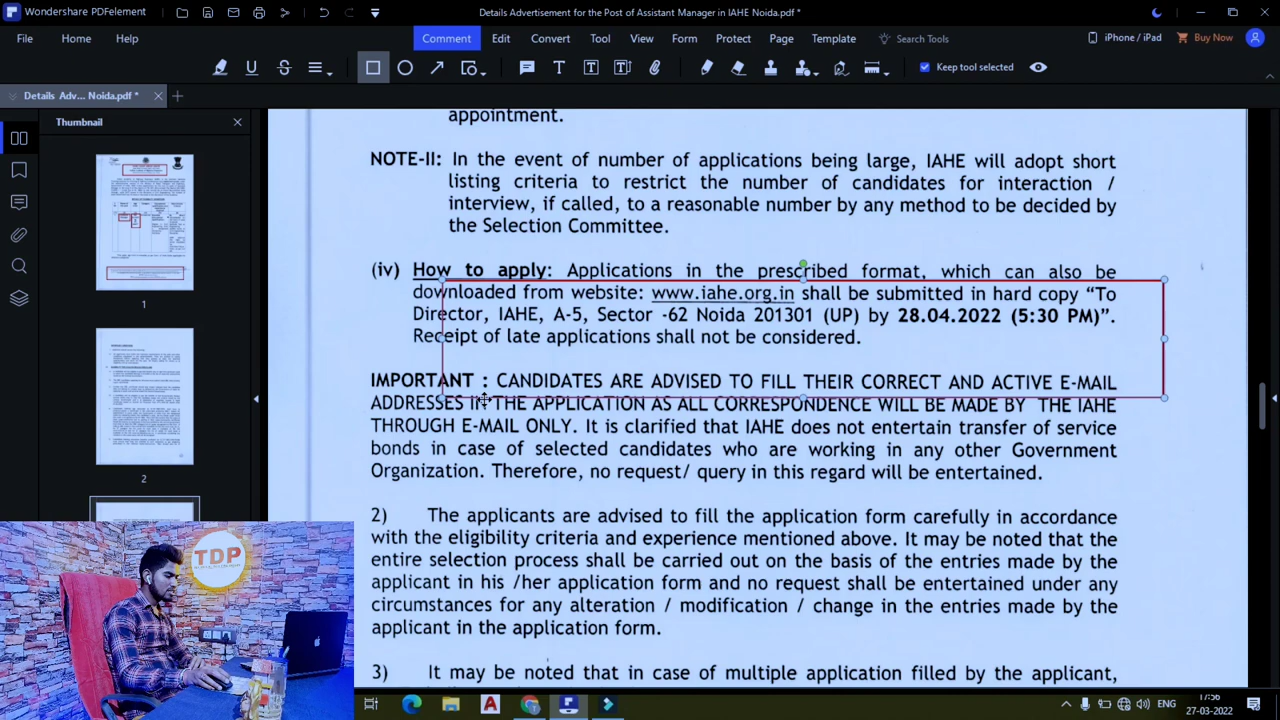 Wondershare PDFelement
Details Advertisement for the Post of Assistant Manager in IAHE Noida.pdf *
File Home Help Comment Edit Convert Tool View Form Protect Page Template Search Tools iPhone / iPad Buy Now
Keep tool selected
Details Adv... Noida.pdf *
Thumbnail
1
2
appointment.
NOTE-II: In the event of number of applications being large, IAHE will adopt short
listing criteria to restrict the number of candidates for interaction /
interview, if called, to a reasonable number by any method to be decided by
the Selection Committee.
(iv) How to apply: Applications in the prescribed format, which can also be
downloaded from website: www.iahe.org.in shall be submitted in hard copy “To
Director, IAHE, A-5, Sector -62 Noida 201301 (UP) by 28.04.2022 (5:30 PM)”.
Receipt of late applications shall not be considered.
IMPORTANT : CANDIDATES ARE ADVISED TO FILL THEIR CORRECT AND ACTIVE E-MAIL
ADDRESSES IN THE APPLICATION AS ALL CORRESPONDENCE WILL BE MADE BY THE IAHE
THROUGH E-MAIL ONLY. It is clarified that IAHE does not entertain transfer of service
bonds in case of selected candidates who are working in any other Government
Organization. Therefore, no request/ query in this regard will be entertained.
2) The applicants are advised to fill the application form carefully in accordance
with the eligibility criteria and experience mentioned above. It may be noted that the
entire selection process shall be carried out on the basis of the entries made by the
applicant in his /her application form and no request shall be entertained under any
circumstances for any alteration / modification / change in the entries made by the
applicant in the application form.
3) It may be noted that in case of multiple application filled by the applicant,
TDP
ENG
17:56
27-03-2022